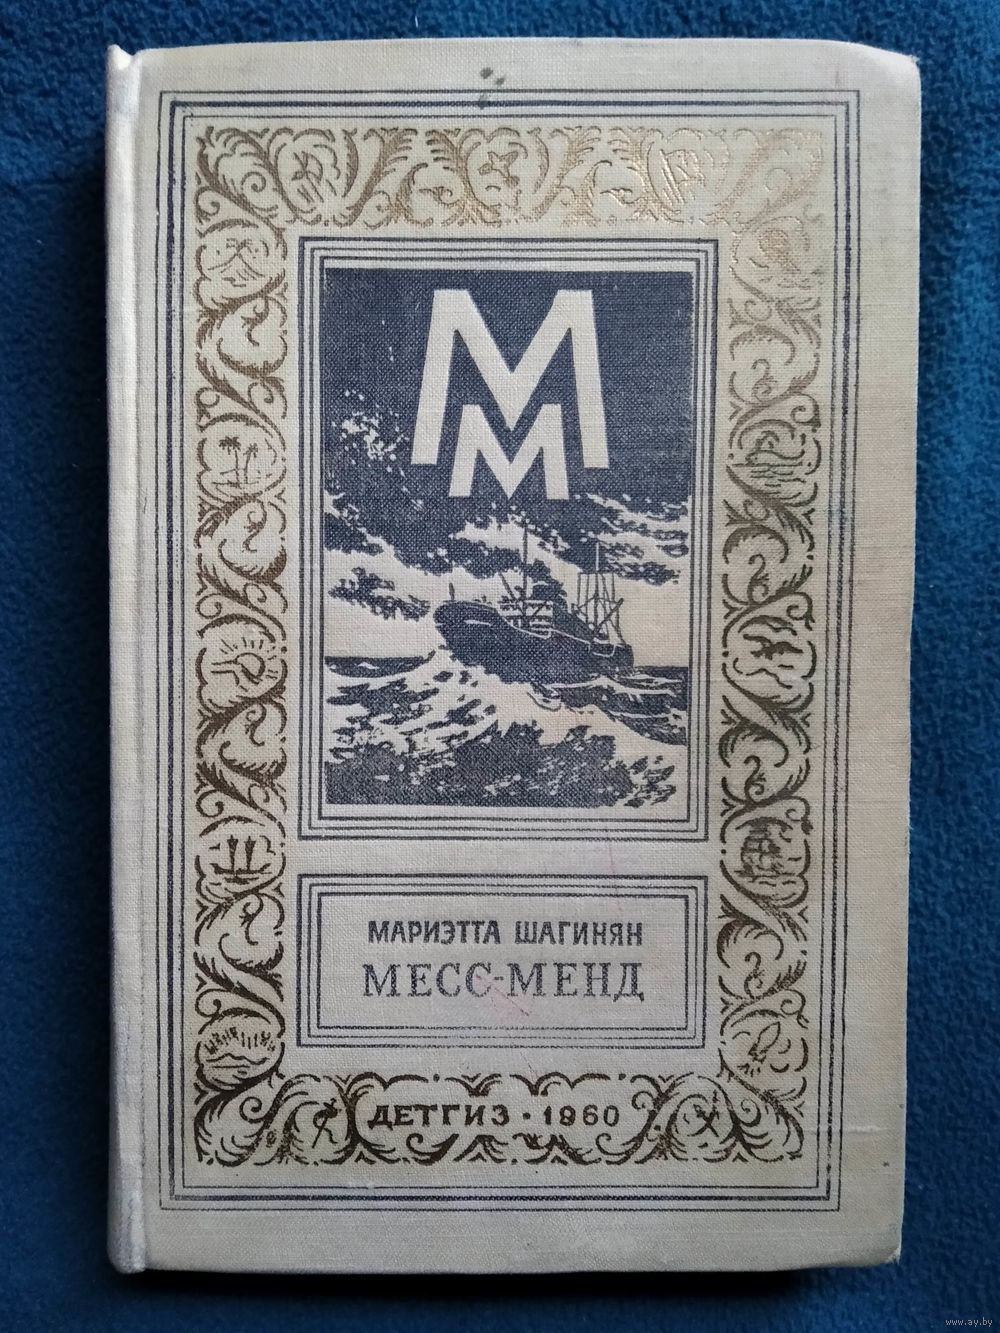 М
М
МАРИЭТТА ШАГИНЯН
МЕСС-МЕНД
ДЕТГИЗ · 1960
www.ay.by